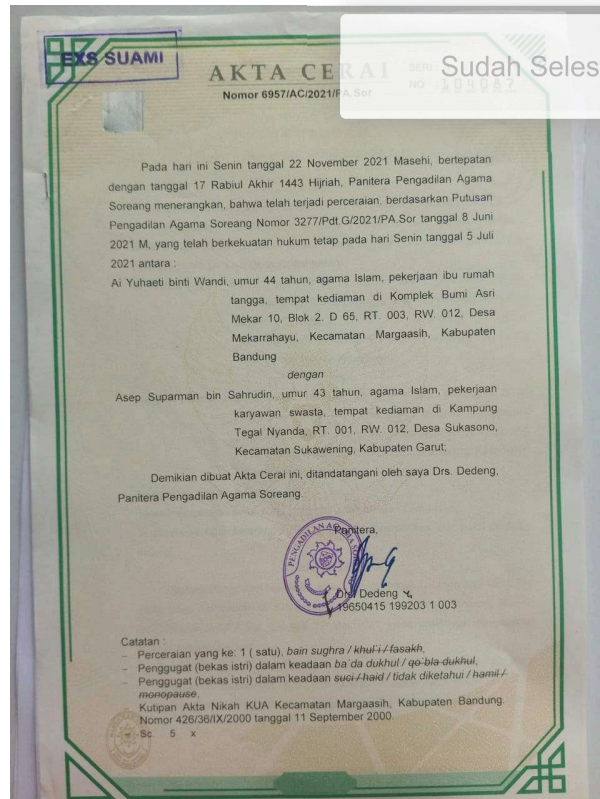 EXS SUAMI
AKTA CERAI
SERI
Sudah Seles
Nomor 6957/AC/2021/PA.Sor
NO 104087
Pada hari ini Senin tanggal 22 November 2021 Masehi, bertepatan
dengan tanggal 17 Rabiul Akhir 1443 Hijriah, Panitera Pengadilan Agama
Soreang menerangkan, bahwa telah terjadi perceraian, berdasarkan Putusan
Pengadilan Agama Soreang Nomor 3277/Pdt.G/2021/PA.Sor tanggal 8 Juni
2021 M, yang telah berkekuatan hukum tetap pada hari Senin tanggal 5 Juli
2021 antara :
Ai Yuhaeti binti Wandi, umur 44 tahun, agama Islam, pekerjaan ibu rumah
tangga, tempat kediaman di Komplek Bumi Asri
Mekar 10, Blok 2. D 65, RT. 003, RW. 012, Desa
Mekarrahayu, Kecamatan Margaasih, Kabupaten
Bandung
dengan
Asep Suparman bin Sahrudin, umur 43 tahun, agama Islam, pekerjaan
karyawan swasta, tempat kediaman di Kampung
Tegal Nyanda, RT. 001, RW. 012, Desa Sukasono,
Kecamatan Sukawening, Kabupaten Garut;
Demikian dibuat Akta Cerai ini, ditandatangani oleh saya Drs. Dedeng,
Panitera Pengadilan Agama Soreang.
Panitera,
PENGADILAN AGAMA
Drs. Dedeng
19650415 199203 1 003
Catatan :
- Perceraian yang ke: 1 ( satu), bain sughra / khul'i / fasakh,
- Penggugat (bekas istri) dalam keadaan ba'da dukhul / qo'bla dukhul,
- Penggugat (bekas istri) dalam keadaan suci / haid / tidak diketahui / hamil /
monopause,
- Kutipan Akta Nikah KUA Kecamatan Margaasih, Kabupaten Bandung
Nomor 426/36/IX/2000 tanggal 11 September 2000.
- Sc. 5 x